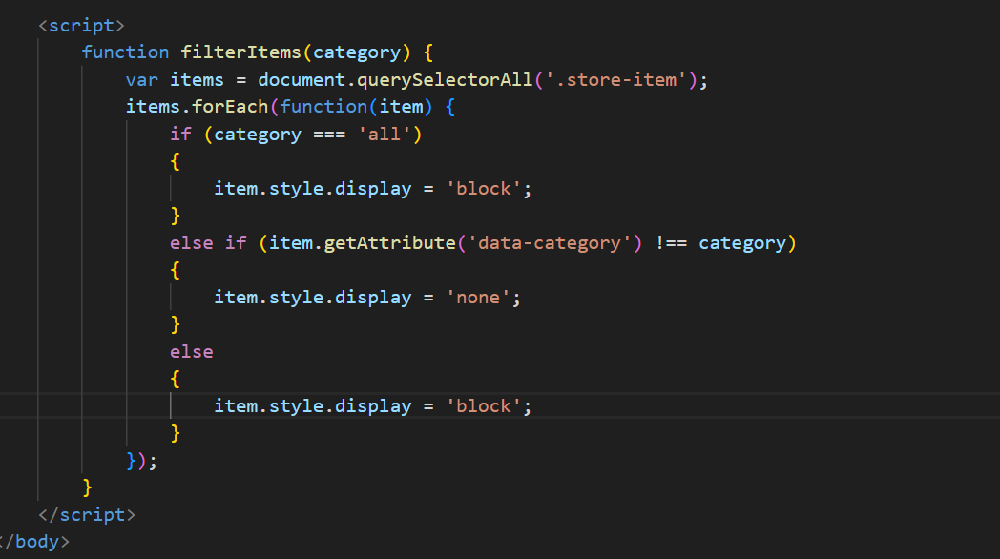 <script>
function filterItems(category) {
var items = document.querySelectorAll('.store-item');
items.forEach(function(item) {
if (category === 'all')
{
item.style.display = 'block';
}
else if (item.getAttribute('data-category') !== category)
{
item.style.display = 'none';
}
else
{
item.style.display = 'block';
}
});
}
</script>
</body>